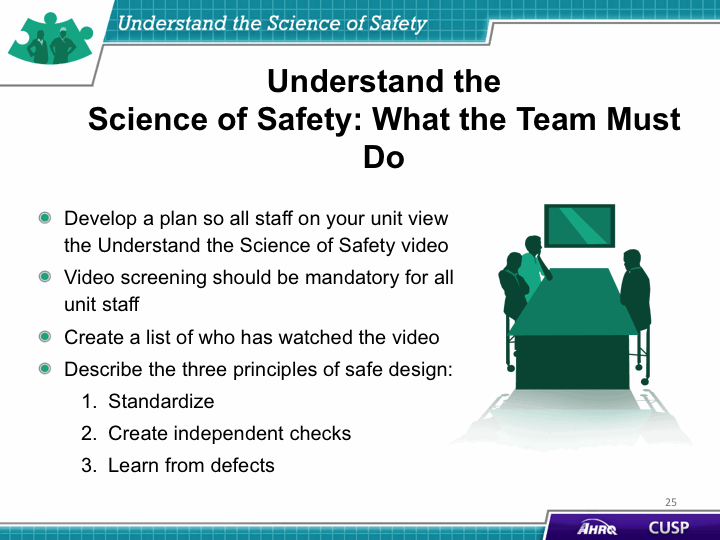 Understand the Science of Safety
Understand the
Science of Safety: What the Team Must
Do
Develop a plan so all staff on your unit view
the Understand the Science of Safety video
Video screening should be mandatory for all
unit staff
Create a list of who has watched the video
Describe the three principles of safe design:
1. Standardize
2. Create independent checks
3. Learn from defects
25
AHRQ CUSP